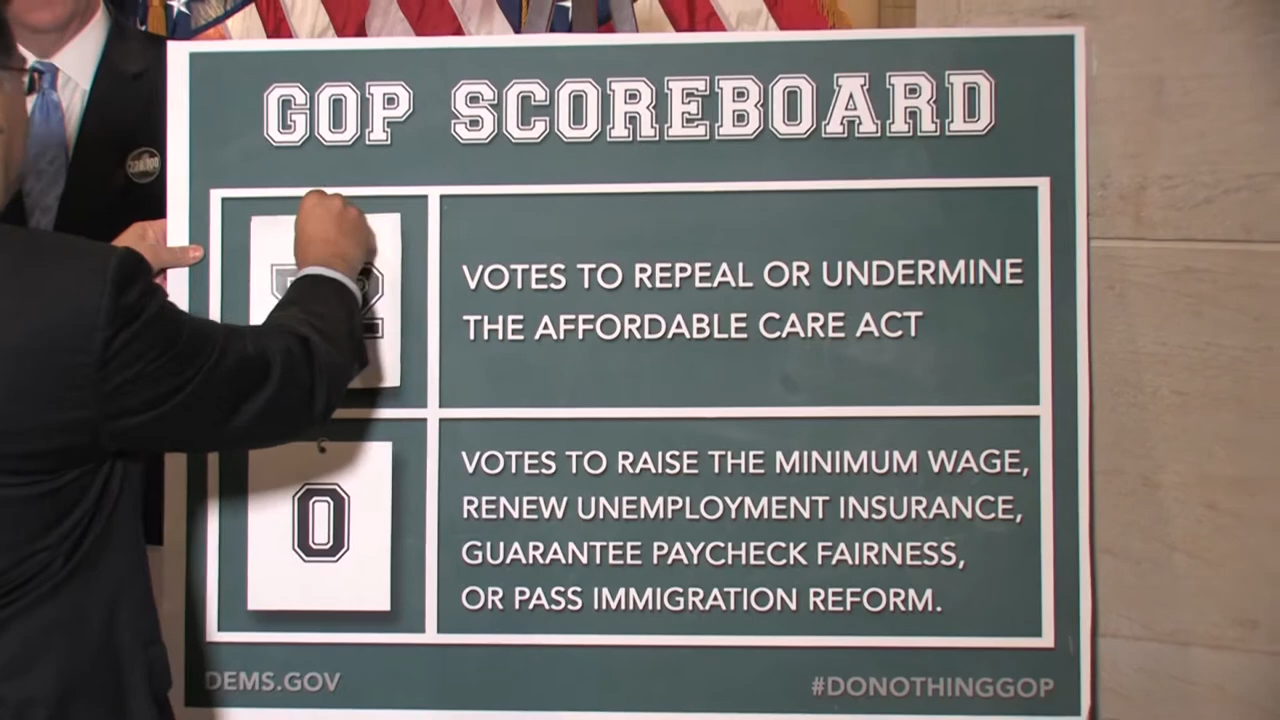 GOP SCOREBOARD
VOTES TO REPEAL OR UNDERMINE
THE AFFORDABLE CARE ACT
0
VOTES TO RAISE THE MINIMUM WAGE,
RENEW UNEMPLOYMENT INSURANCE,
GUARANTEE PAYCHECK FAIRNESS,
OR PASS IMMIGRATION REFORM.
DEMS.GOV
#DONOTHINGGOP